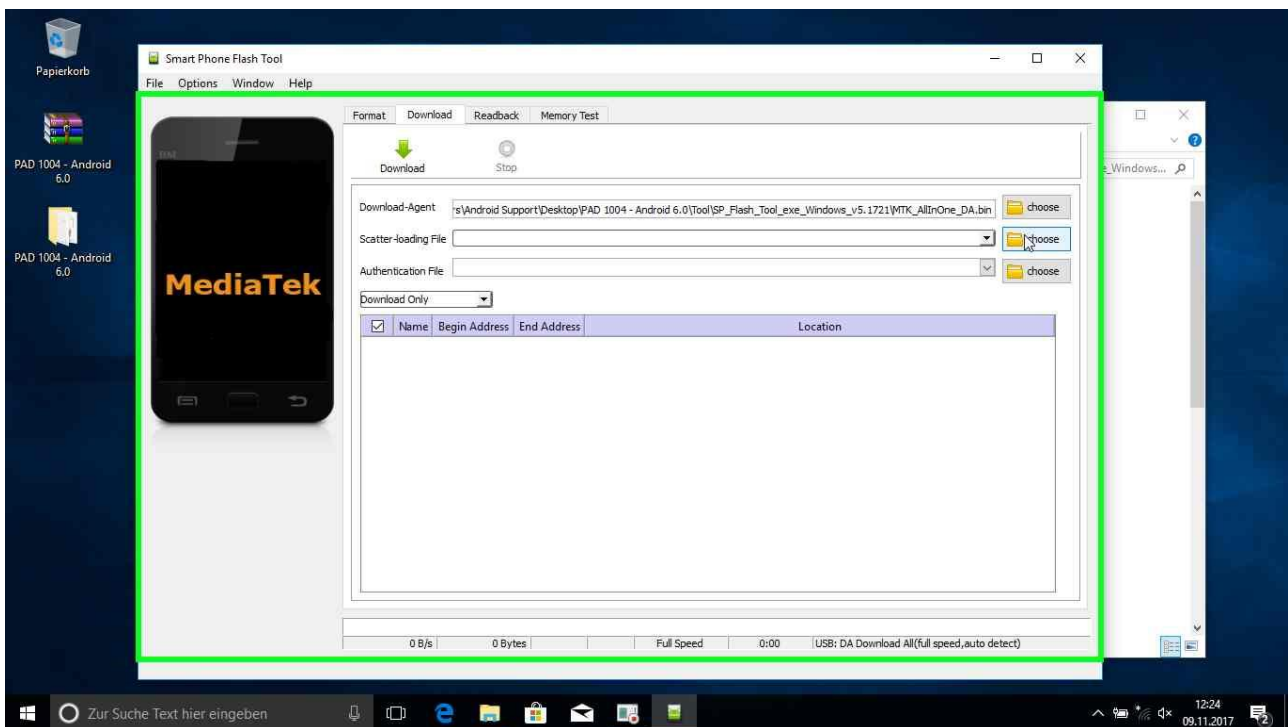 Papierkorb
PAD 1004 - Android
6.0
PAD 1004 - Android
6.0
Smart Phone Flash Tool
File Options Window Help
BM
MediaTek
Format Download Readback Memory Test
Download Stop
Download-Agent s\Android Support\Desktop\PAD 1004 - Android 6.0\Tool\SP_Flash_Tool_exe_Windows_v5.1721\MTK_AllInOne_DA.bin choose
Scatter-loading File choose
Authentication File choose
Download Only
Name Begin Address End Address Location
0 B/s 0 Bytes Full Speed 0:00 USB: DA Download All(full speed,auto detect)
_Windows...
Zur Suche Text hier eingeben
12:24
09.11.2017
2